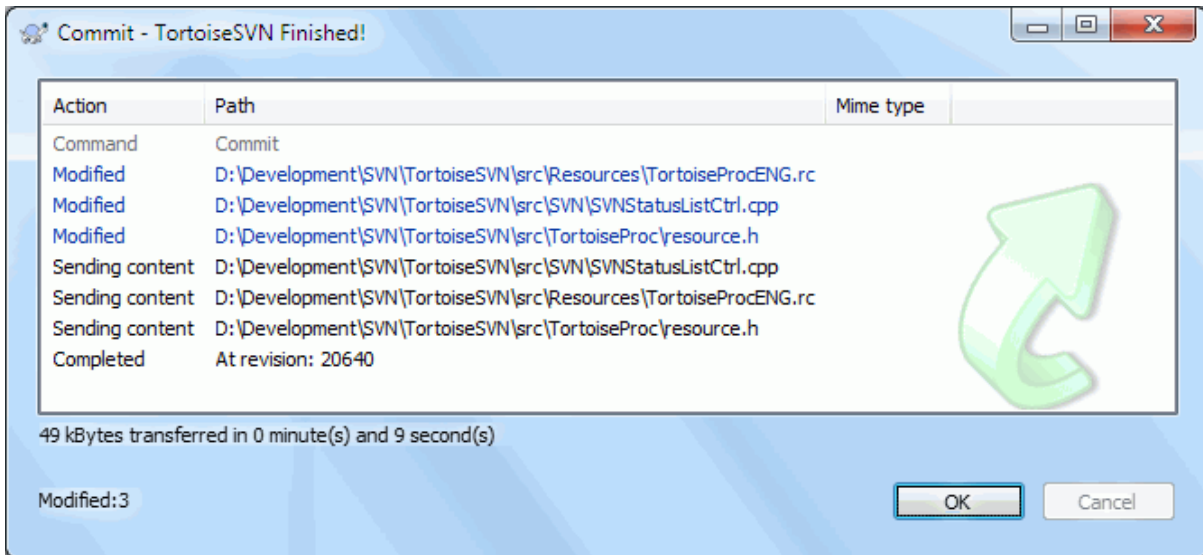 Commit - TortoiseSVN Finished!
Action Path Mime type
Command Commit
Modified D:\Development\SVN\TortoiseSVN\src\Resources\TortoiseProcENG.rc
Modified D:\Development\SVN\TortoiseSVN\src\SVN\SVNStatusListCtrl.cpp
Modified D:\Development\SVN\TortoiseSVN\src\TortoiseProc\resource.h
Sending content D:\Development\SVN\TortoiseSVN\src\SVN\SVNStatusListCtrl.cpp
Sending content D:\Development\SVN\TortoiseSVN\src\Resources\TortoiseProcENG.rc
Sending content D:\Development\SVN\TortoiseSVN\src\TortoiseProc\resource.h
Completed At revision: 20640
49 kBytes transferred in 0 minute(s) and 9 second(s)
Modified:3
OK Cancel